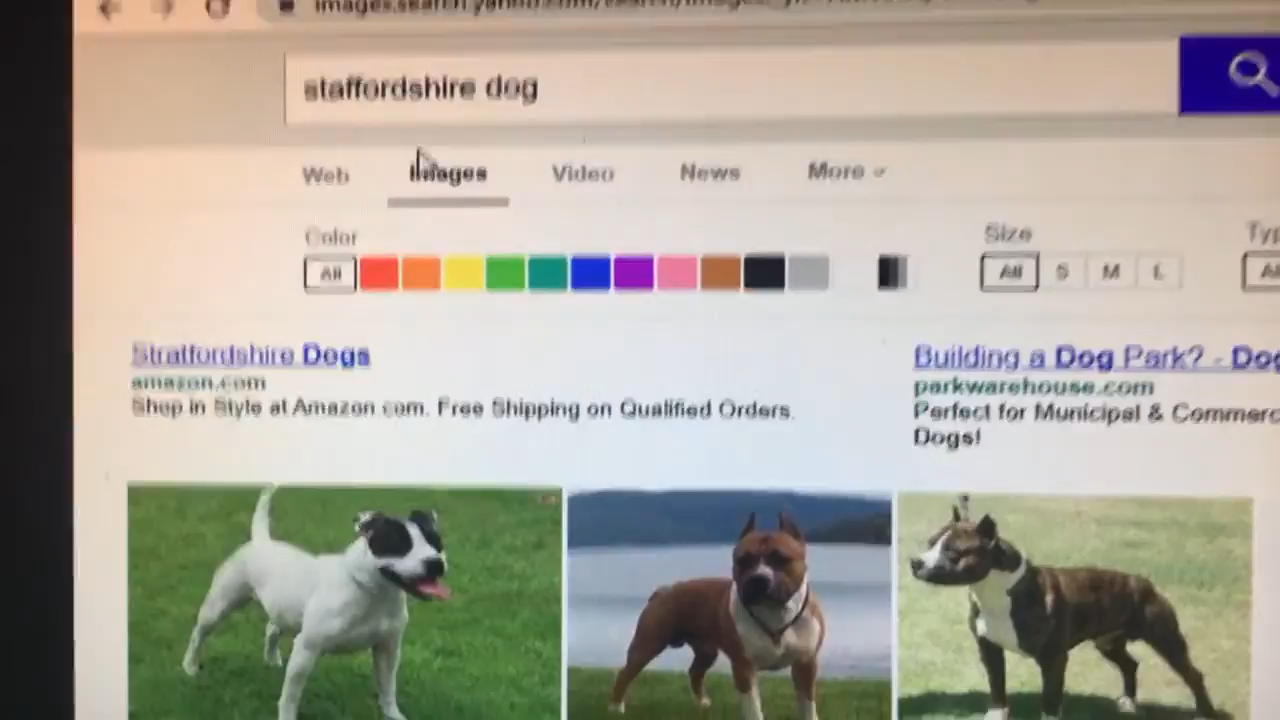 staffordshire dog
Web Images Video News More
Color
Size
All
All S M L
Stratfordshire Dogs
amazon.com
Shop in Style at Amazon.com. Free Shipping on Qualified Orders.
Building a Dog Park? - Dog
parkwarehouse.com
Perfect for Municipal & Commerc
Dogs!